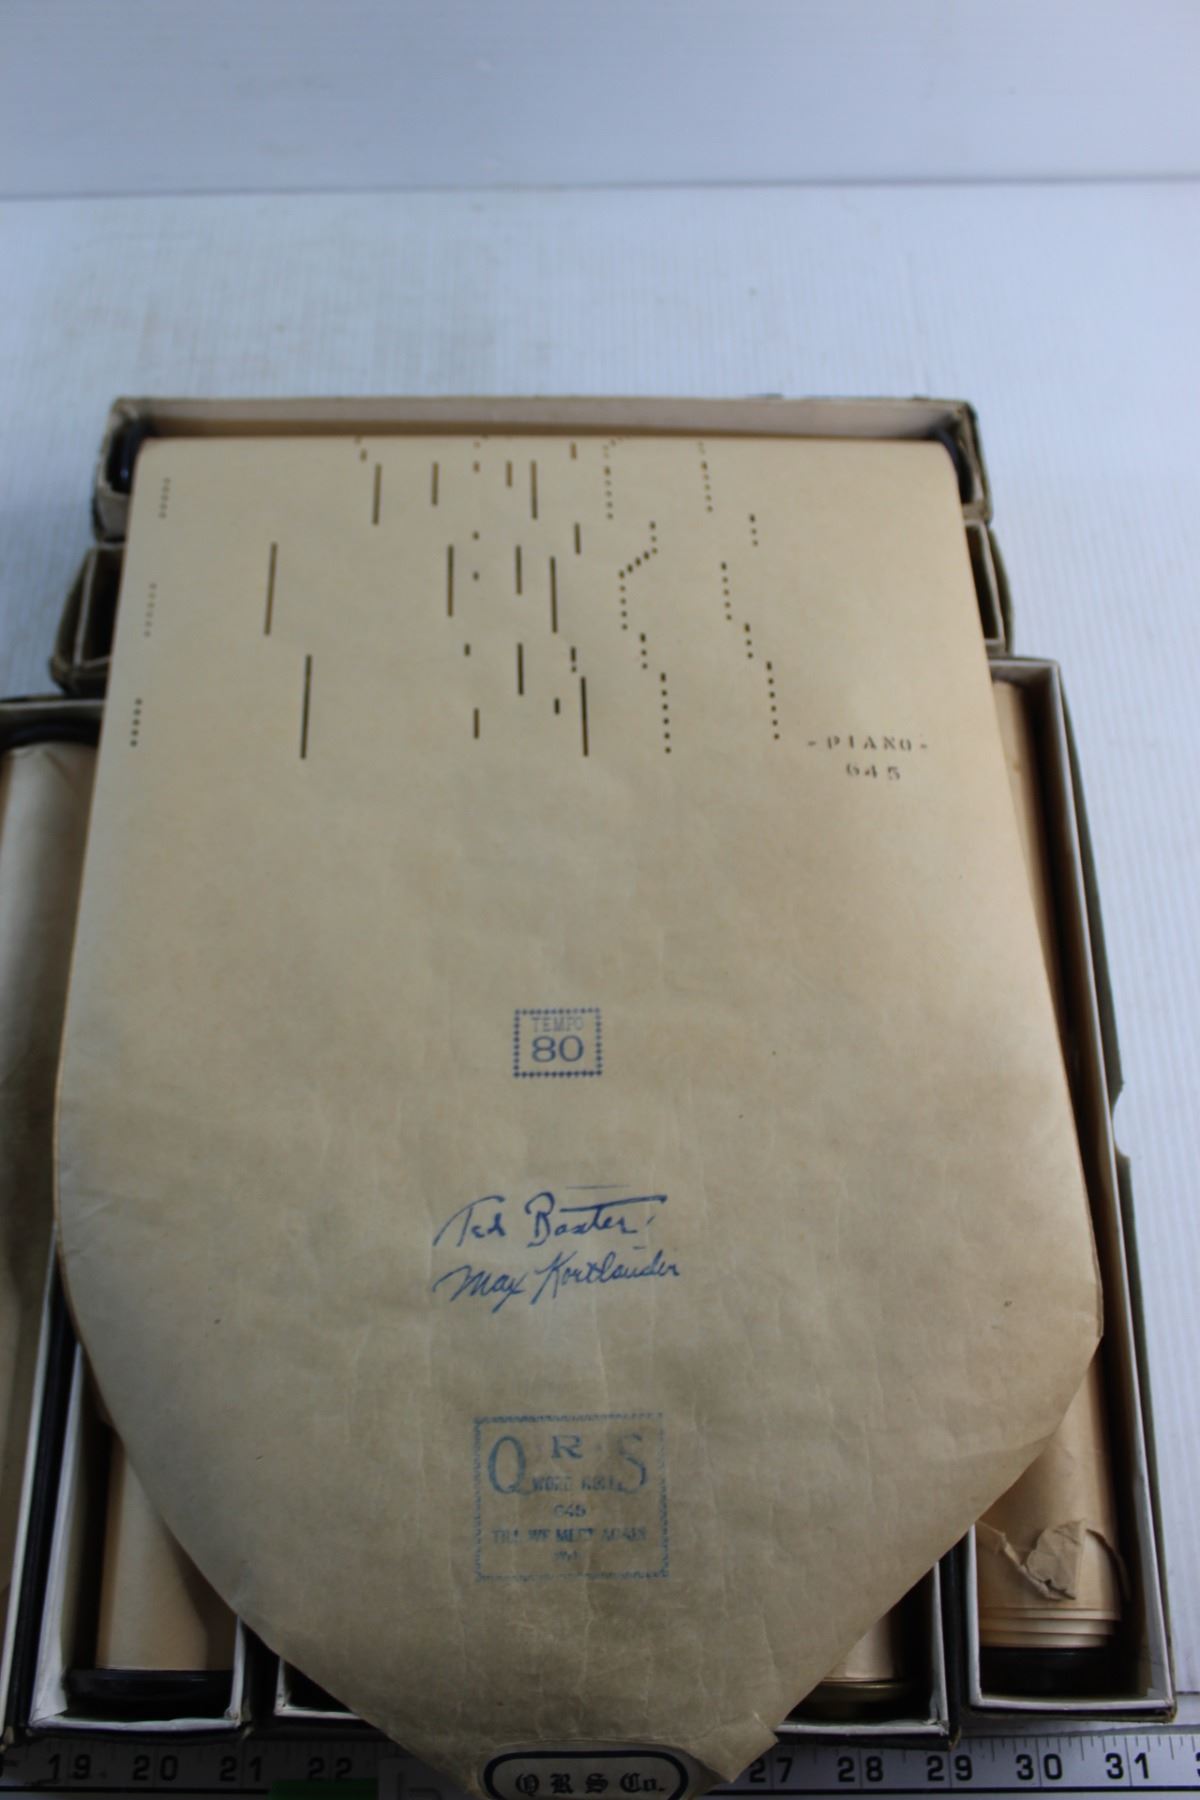 - PIANO -
645
TEMPO
80
Ted Baxter
Max Kortlander
Q R S
WORD ROLL
645
TILL WE MEET AGAIN
Q R S Co.
19 20 21 22 27 28 29 30 31